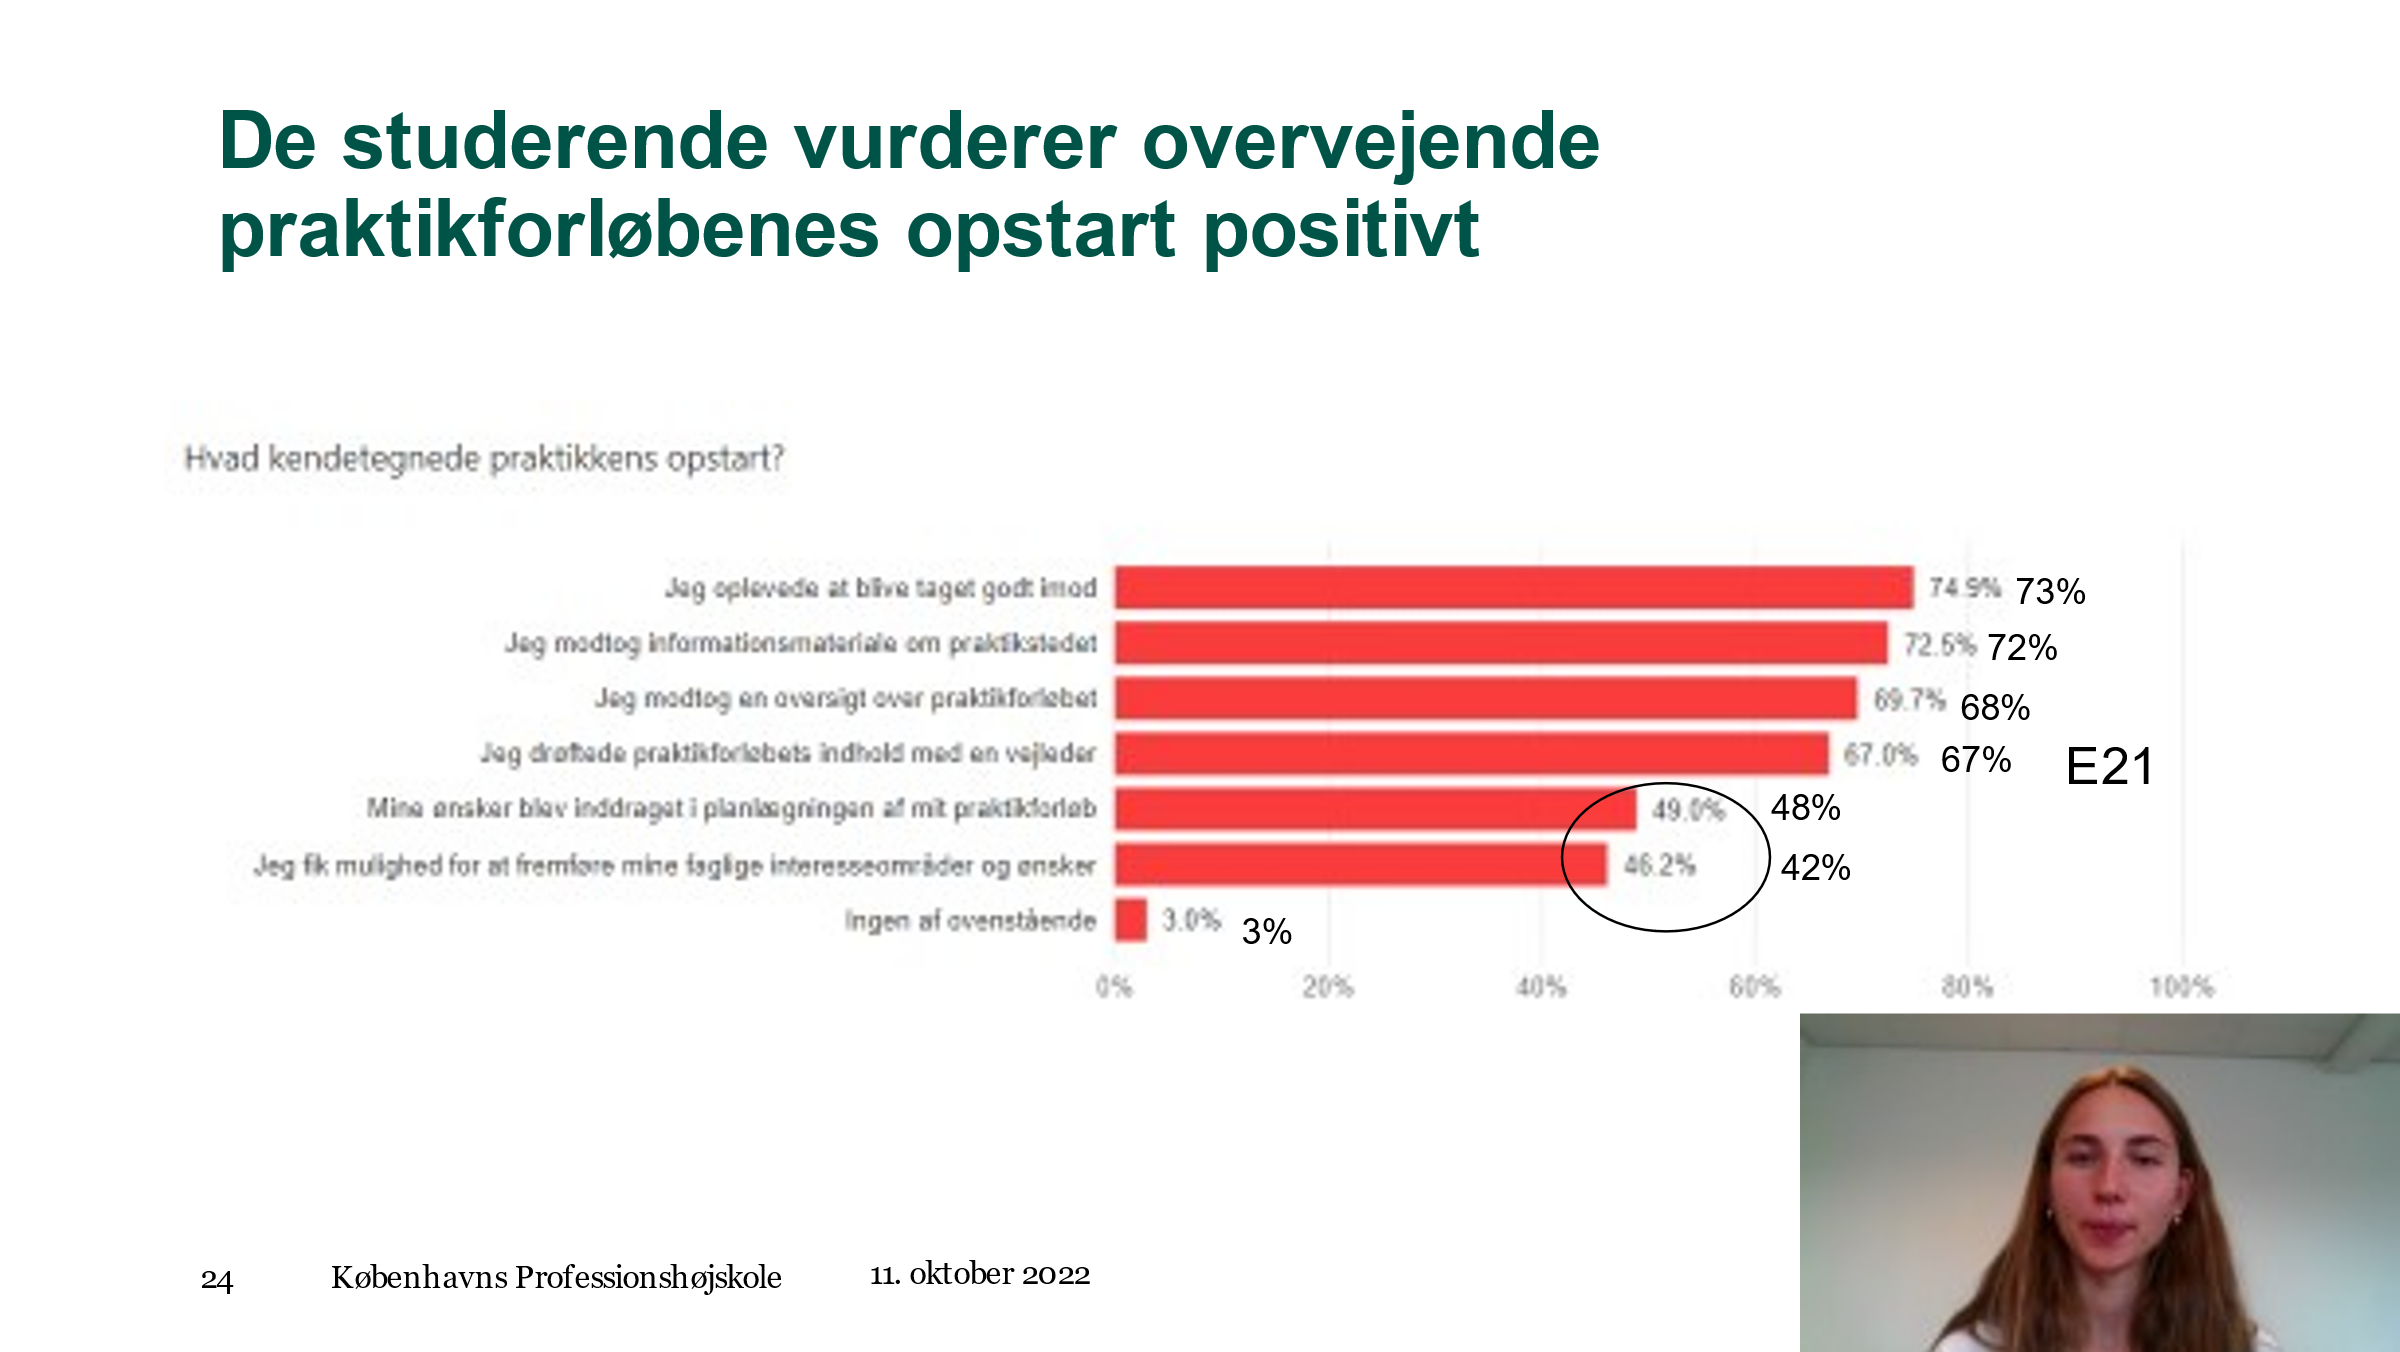 De studerende vurderer overvejende
praktikforløbenes opstart positivt
Hvad kendetegnede praktikkens opstart?
Jeg oplevede at blive taget godt imod 74.9% 73%
Jeg modtog informationsmateriale om praktikstedet 72.5% 72%
Jeg modtog en oversigt over praktikforløbet 69.7% 68%
Jeg drøftede praktikforløbets indhold med en vejleder 67.0% 67% E21
Mine ønsker blev inddraget i planlægningen af mit praktikforløb 49.0% 48%
Jeg fik mulighed for at fremføre mine faglige interesseområder og ønsker 46.2% 42%
Ingen af ovenstående 3.0% 3%
0% 20% 40% 60% 80% 100%
24 Københavns Professionshøjskole 11. oktober 2022